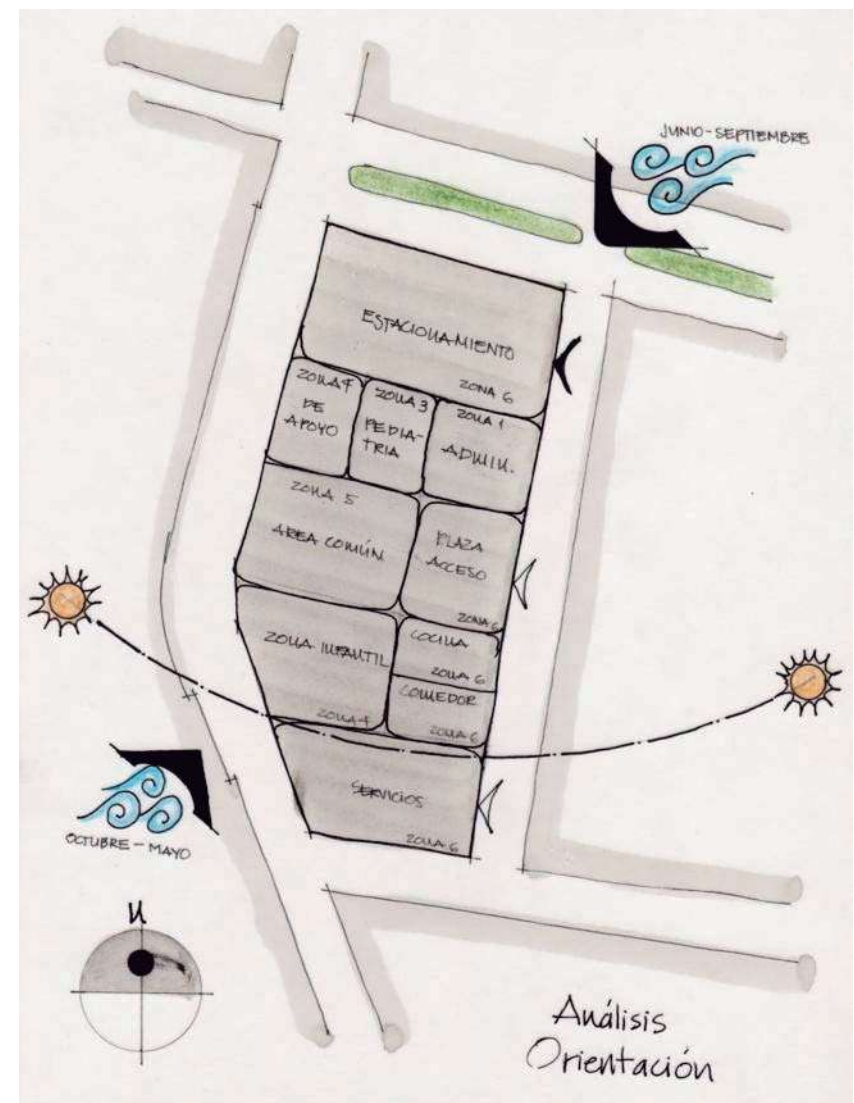 JUNIO-SEPTIEMBRE
ESTACIONAMIENTO
ZONA 6
ZONA 4
DE
APOYO
ZONA 3
PEDIA-
TRIA
ZONA 1
ADMIN.
ZONA 5
AREA COMÚN
PLAZA
ACCESO
ZONA 6
ZONA INFANTIL
ZONA 4
COCINA
ZONA 6
COMEDOR
ZONA 6
SERVICIOS
ZONA 6
OCTUBRE-MAYO
N
Análisis
Orientación